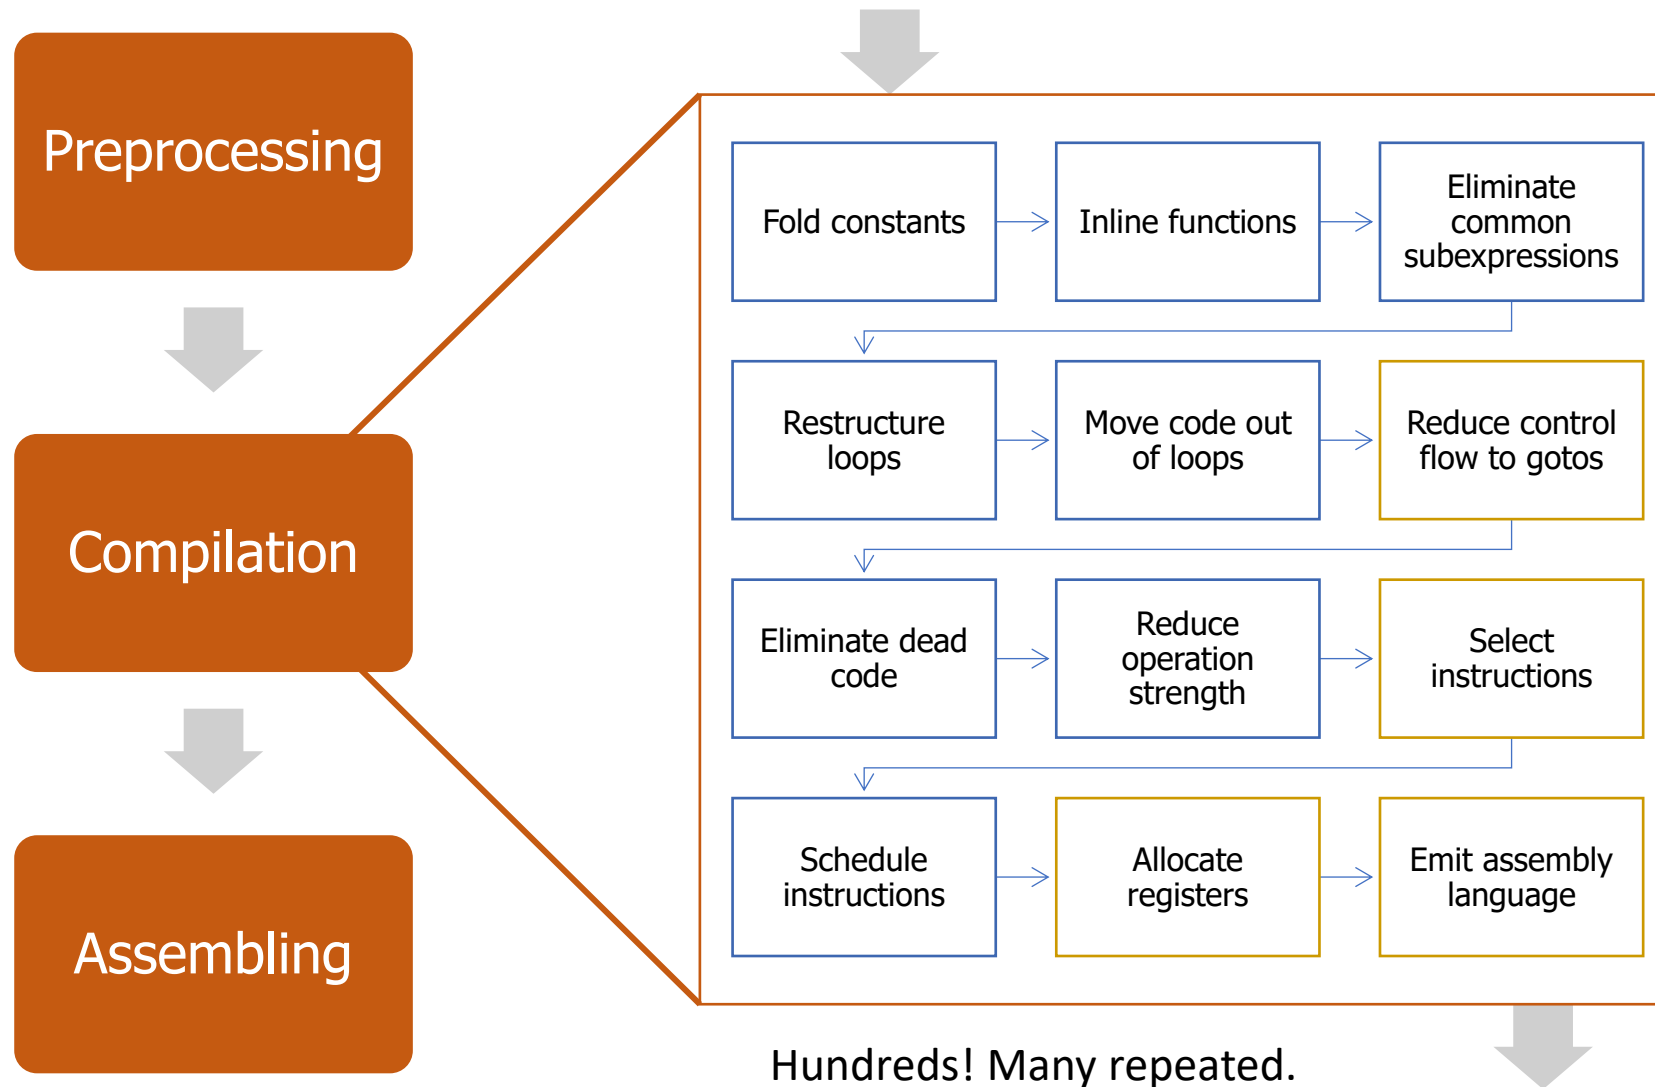 Preprocessing
Compilation
Assembling
Fold constants
Inline functions
Eliminate
common
subexpressions
Restructure
loops
Move code out
of loops
Reduce control
flow to gotos
Eliminate dead
code
Reduce
operation
strength
Select
instructions
Schedule
instructions
Allocate
registers
Emit assembly
language
Hundreds! Many repeated.